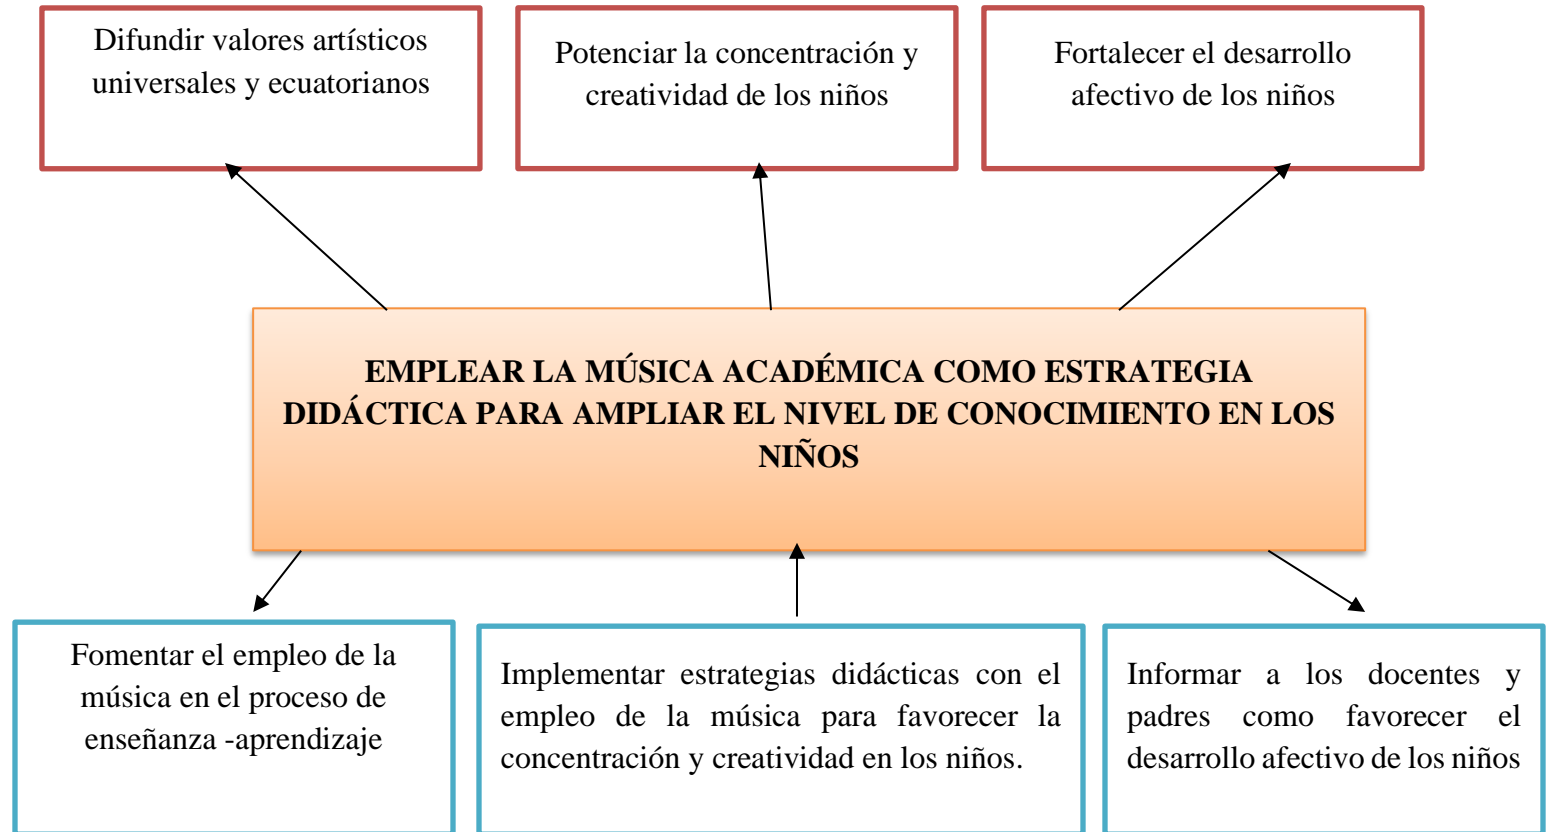 Difundir valores artísticos
universales y ecuatorianos
Potenciar la concentración y
creatividad de los niños
Fortalecer el desarrollo
afectivo de los niños
EMPLEAR LA MÚSICA ACADÉMICA COMO ESTRATEGIA
DIDÁCTICA PARA AMPLIAR EL NIVEL DE CONOCIMIENTO EN LOS
NIÑOS
Fomentar el empleo de la
música en el proceso de
enseñanza -aprendizaje
Implementar estrategias didácticas con el
empleo de la música para favorecer la
concentración y creatividad en los niños.
Informar a los docentes y
padres como favorecer el
desarrollo afectivo de los niños